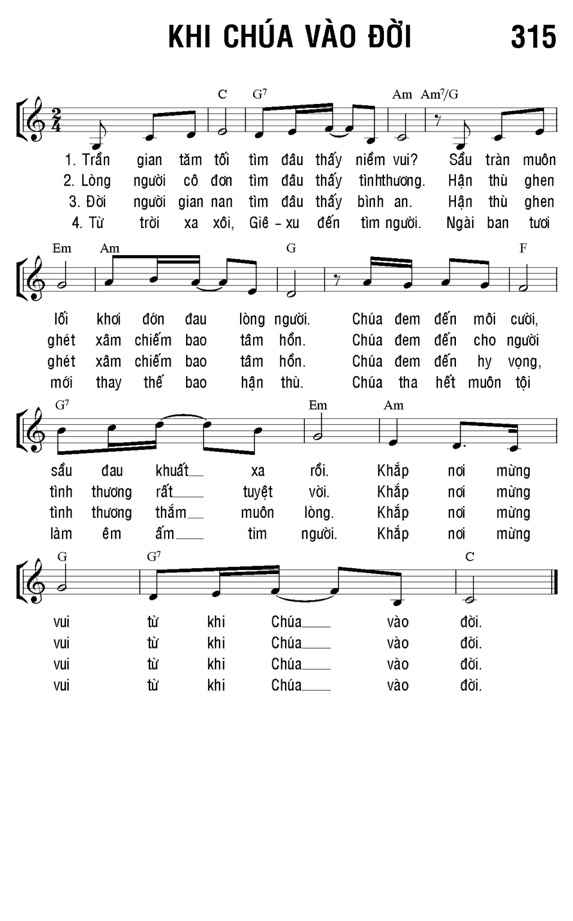 KHI CHÚA VÀO ĐỜI 315
C G7 Am Am7/G
1. Trần gian tăm tối tìm đâu thấy niềm vui? Sầu tràn muôn
2. Lòng người cô đơn tìm đâu thấy tìnhthương. Hận thù ghen
3. Đời người gian nan tìm đâu thấy bình an. Hận thù ghen
4. Từ trời xa xôi, Giê-xu đến tìm người. Ngài ban tươi
Em Am G F
lối khơi đớn đau lòng người. Chúa đem đến môi cười,
ghét xâm chiếm bao tâm hồn. Chúa đem đến cho người
ghét xâm chiếm bao tâm hồn. Chúa đem đến hy vọng,
mới thay thế bao hận thù. Chúa tha hết muôn tội
G7 Em Am
sầu đau khuất xa rồi. Khắp nơi mừng
tình thương rất tuyệt vời. Khắp nơi mừng
tình thương thắm muôn lòng. Khắp nơi mừng
làm êm ấm tim người. Khắp nơi mừng
G G7 C
vui từ khi Chúa vào đời.
vui từ khi Chúa vào đời.
vui từ khi Chúa vào đời.
vui từ khi Chúa vào đời.